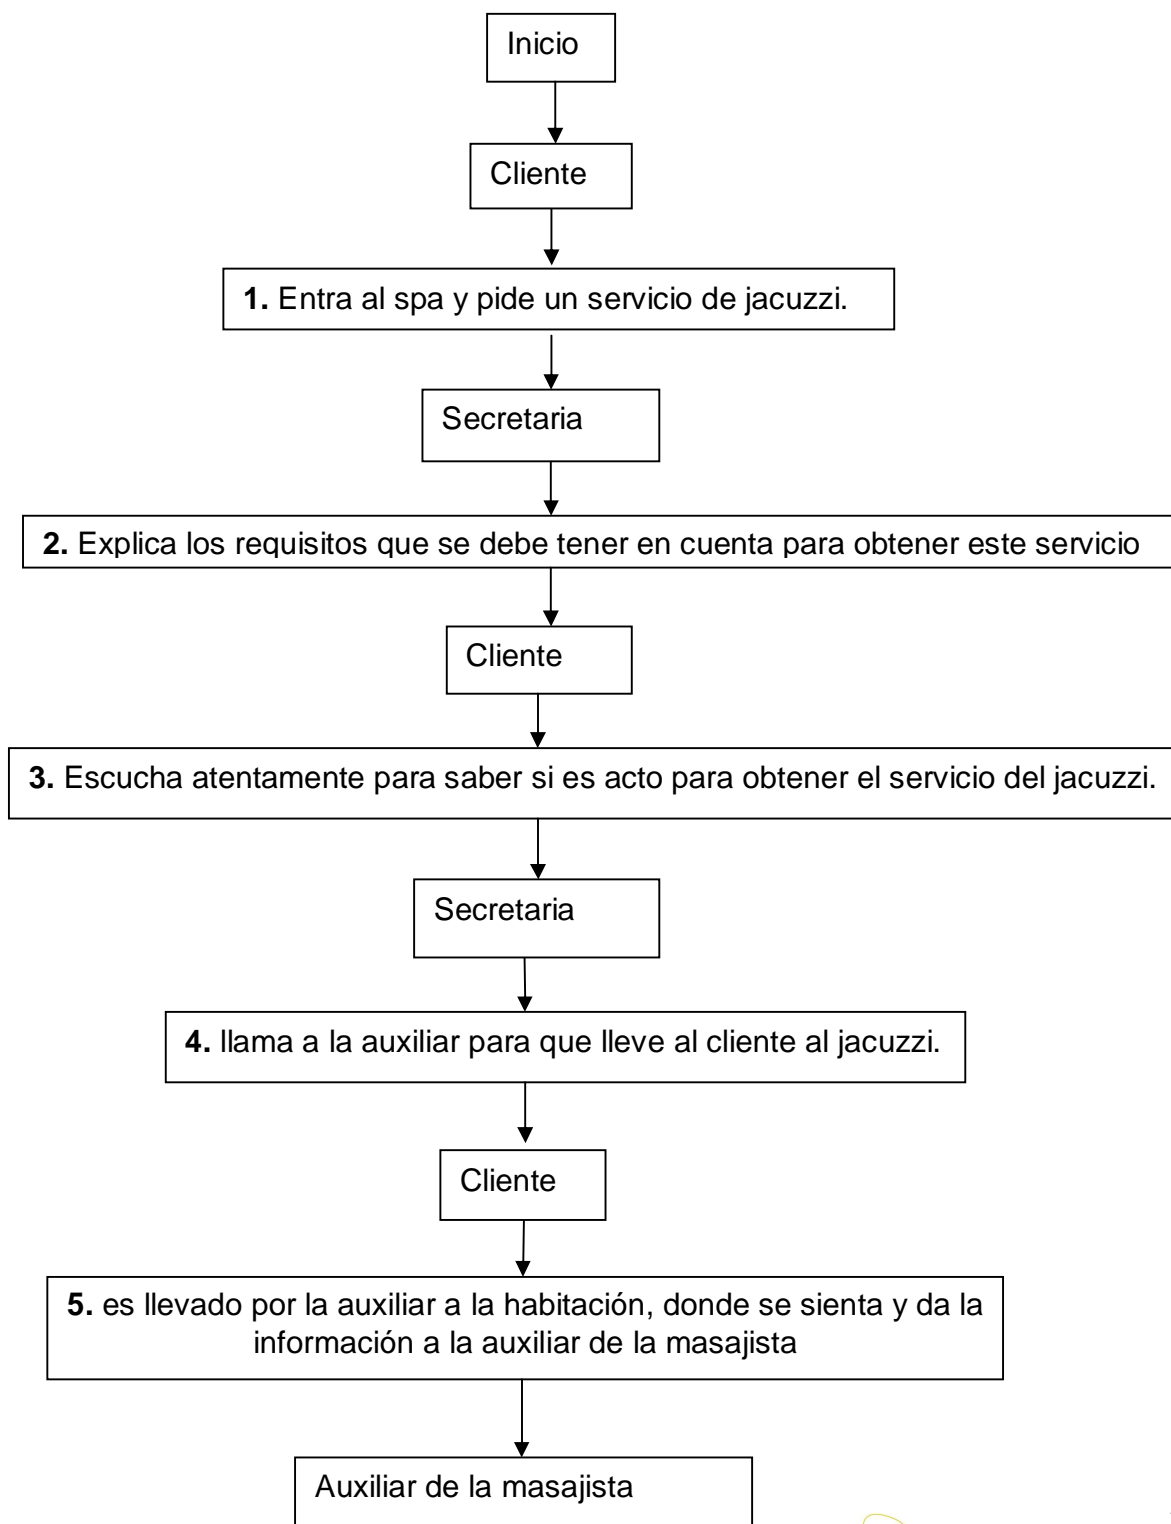 Inicio
Cliente
1. Entra al spa y pide un servicio de jacuzzi.
Secretaria
2. Explica los requisitos que se debe tener en cuenta para obtener este servicio
Cliente
3. Escucha atentamente para saber si es acto para obtener el servicio del jacuzzi.
Secretaria
4. llama a la auxiliar para que lleve al cliente al jacuzzi.
Cliente
5. es llevado por la auxiliar a la habitación, donde se sienta y da la
información a la auxiliar de la masajista
Auxiliar de la masajista